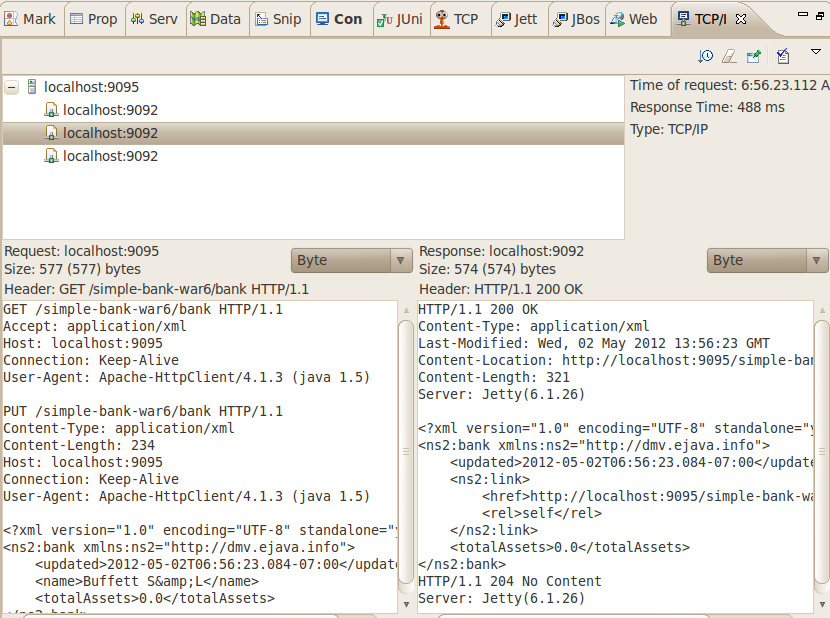 Mark Prop Serv Data Snip Con JUni TCP Jett JBos Web TCP/I
localhost:9095
localhost:9092
localhost:9092
localhost:9092
Time of request: 6:56.23.112 A
Response Time: 488 ms
Type: TCP/IP
Request: localhost:9095
Size: 577 (577) bytes
Byte
Header: GET /simple-bank-war6/bank HTTP/1.1
GET /simple-bank-war6/bank HTTP/1.1
Accept: application/xml
Host: localhost:9095
Connection: Keep-Alive
User-Agent: Apache-HttpClient/4.1.3 (java 1.5)

PUT /simple-bank-war6/bank HTTP/1.1
Content-Type: application/xml
Content-Length: 234
Host: localhost:9095
Connection: Keep-Alive
User-Agent: Apache-HttpClient/4.1.3 (java 1.5)

<?xml version="1.0" encoding="UTF-8" standalone="y
<ns2:bank xmlns:ns2="http://dmv.ejava.info">
    <updated>2012-05-02T06:56:23.084-07:00</update
    <name>Buffett S&amp;L</name>
    <totalAssets>0.0</totalAssets>
</ns2:bank>
Response: localhost:9092
Size: 574 (574) bytes
Byte
Header: HTTP/1.1 200 OK
HTTP/1.1 200 OK
Content-Type: application/xml
Last-Modified: Wed, 02 May 2012 13:56:23 GMT
Content-Location: http://localhost:9095/simple-ban
Content-Length: 321
Server: Jetty(6.1.26)

<?xml version="1.0" encoding="UTF-8" standalone="y
<ns2:bank xmlns:ns2="http://dmv.ejava.info">
    <updated>2012-05-02T06:56:23.084-07:00</update
    <ns2:link>
        <href>http://localhost:9095/simple-bank-wa
        <rel>self</rel>
    </ns2:link>
    <totalAssets>0.0</totalAssets>
</ns2:bank>
HTTP/1.1 204 No Content
Server: Jetty(6.1.26)